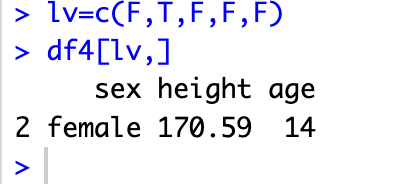 > lv=c(F,T,F,F,F)
> df4[lv,]
     sex height age
2 female 170.59  14
>